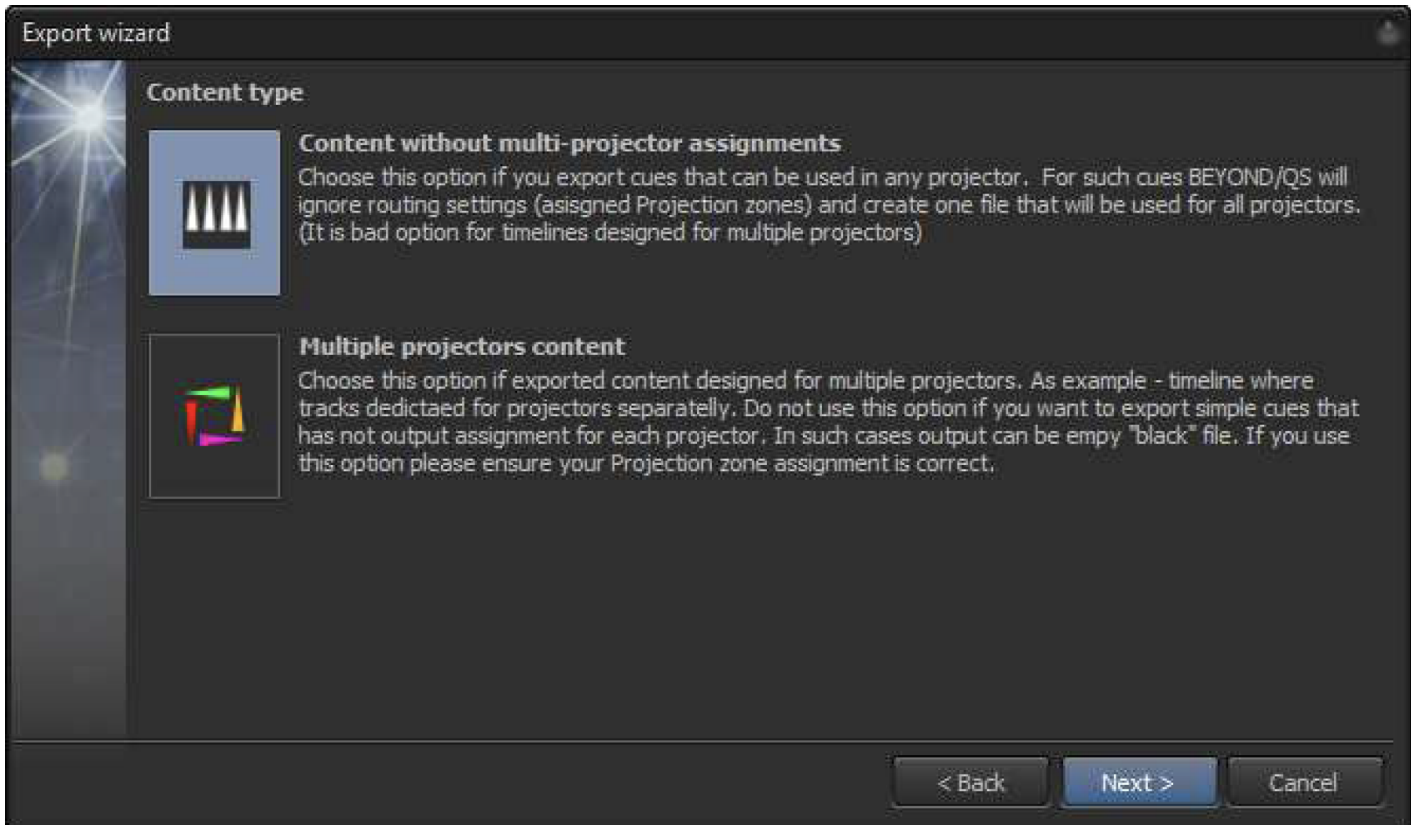 Export wizard
Content type
Content without multi-projector assignments
Choose this option if you export cues that can be used in any projector.  For such cues BEYOND/QS will
ignore routing settings (asisgned Projection zones) and create one file that will be used for all projectors.
(It is bad option for timelines designed for multiple projectors)
Multiple projectors content
Choose this option if exported content designed for multiple projectors. As example - timeline where
tracks dedictaed for projectors separatelly. Do not use this option if you want to export simple cues that
has not output assignment for each projector. In such cases output can be empy "black" file. If you use
this option please ensure your Projection zone assignment is correct.
< Back
Next >
Cancel